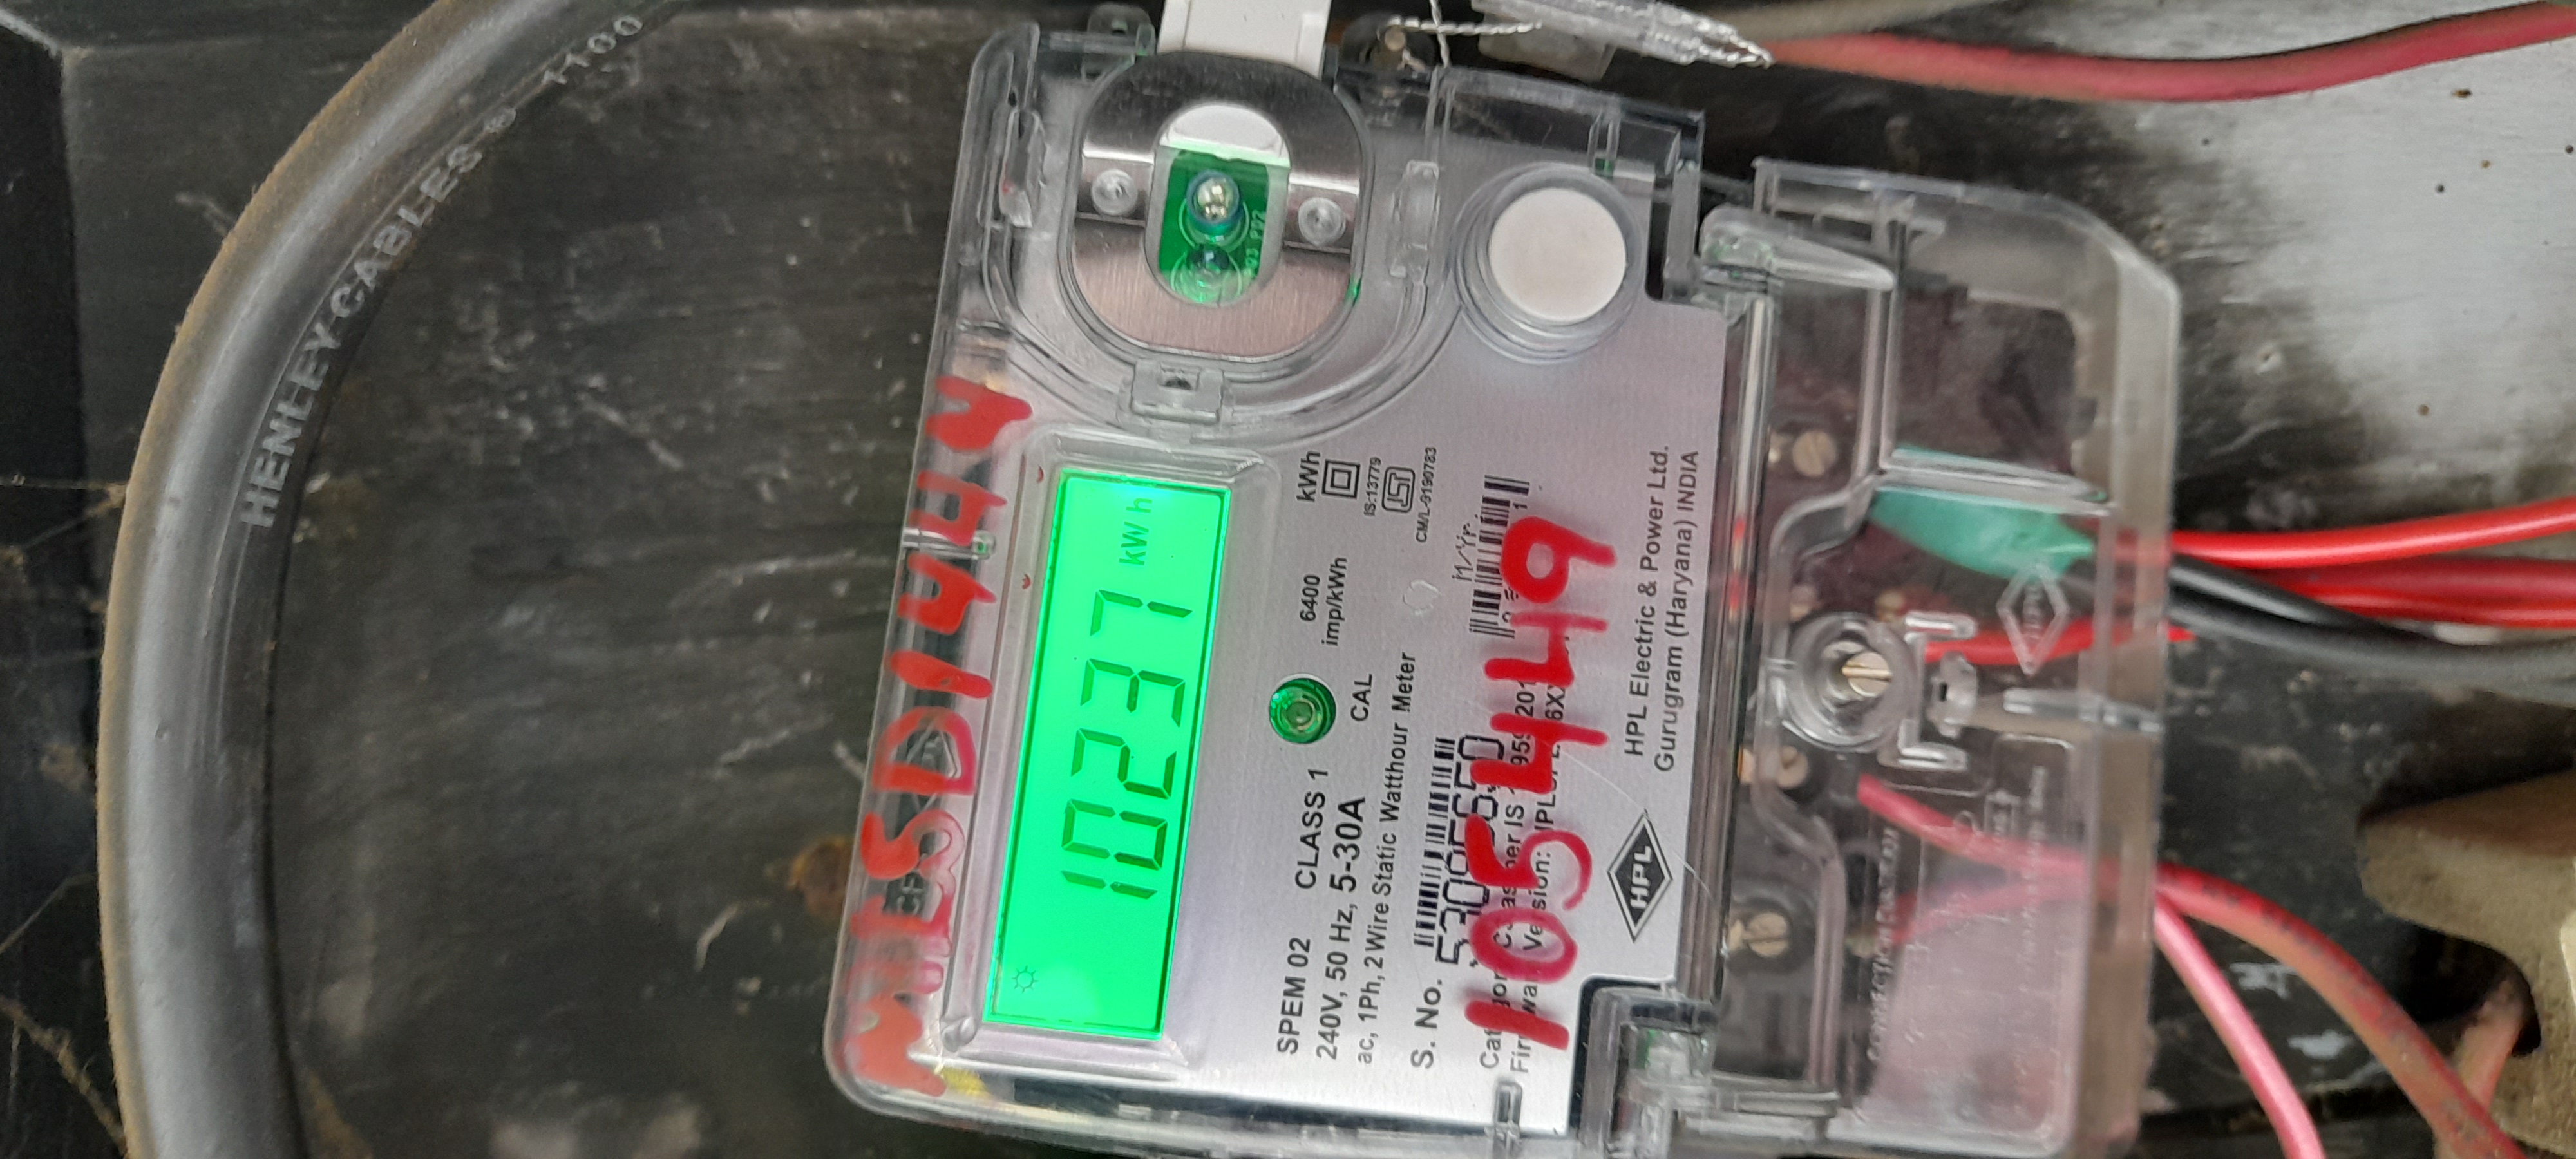 HENLEY CABLES® 1100
MESD1444
10237 kWh
SPEM 02 CLASS 1 6400 kWh
240V, 50 Hz, 5-30A CAL imp/kWh
ac, 1Ph, 2 Wire Static Watthour Meter
IS:13779
ISI
CM/L-9190783
S. No.
105449
HPL
HPL Electric & Power Ltd.
Gurugram (Haryana) INDIA